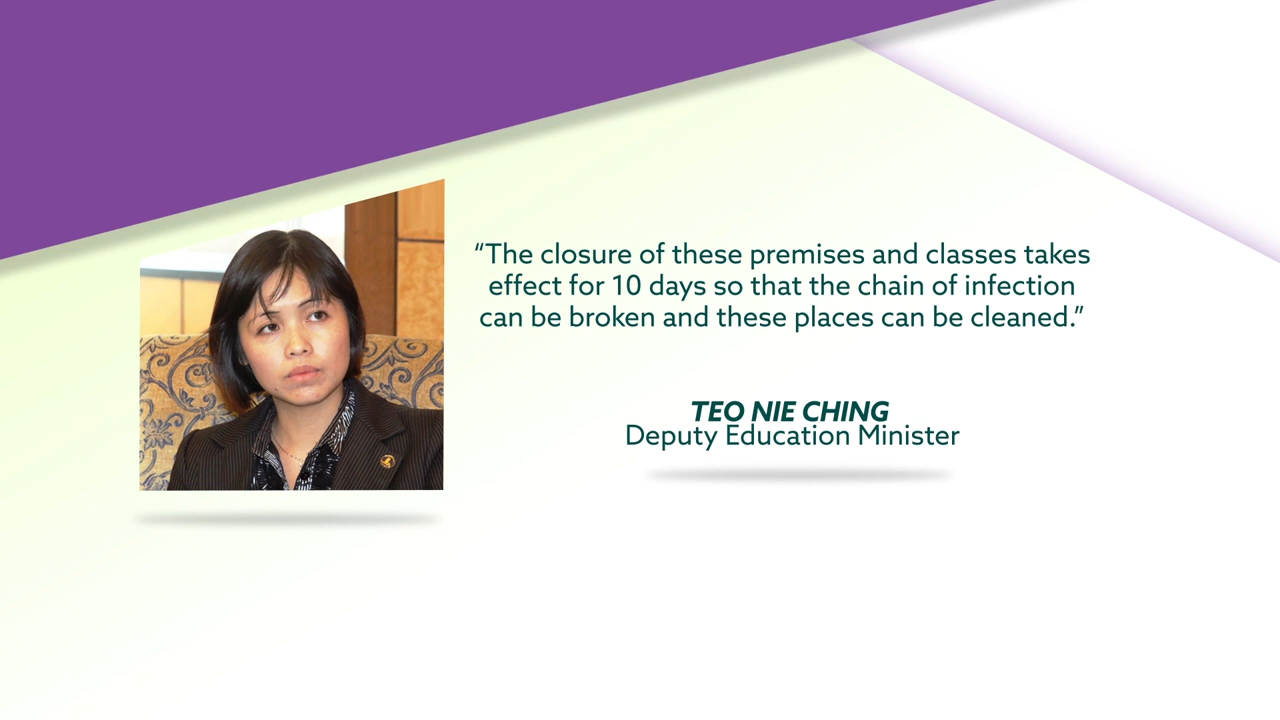 “The closure of these premises and classes takes
effect for 10 days so that the chain of infection
can be broken and these places can be cleaned.”
TEO NIE CHING
Deputy Education Minister